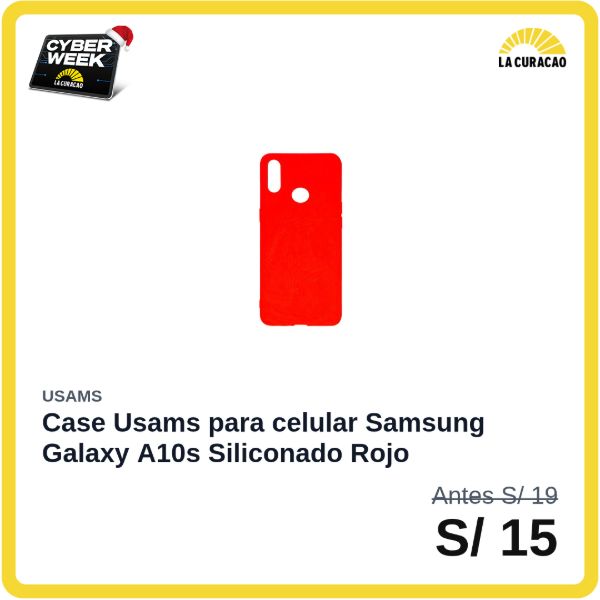 CYBER
WEEK
LA CURACAO
LA CURACAO
USAMS
Case Usams para celular Samsung
Galaxy A10s Siliconado Rojo
Antes S/ 19
S/ 15